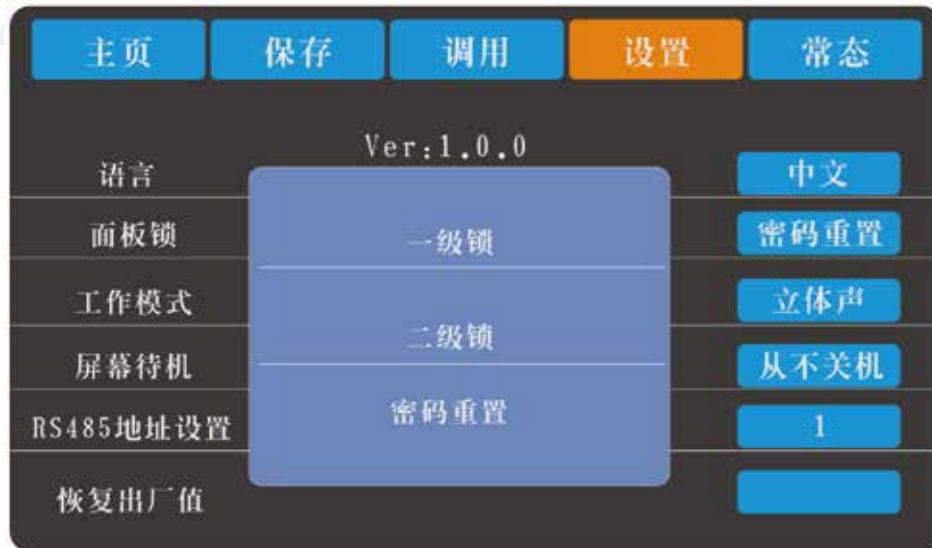 主页 保存 调用 设置 常态
Ver:1.0.0
语言 中文
面板锁 一级锁 密码重置
工作模式 立体声
二级锁
屏幕待机 从不关机
RS485地址设置 密码重置 1
恢复出厂值